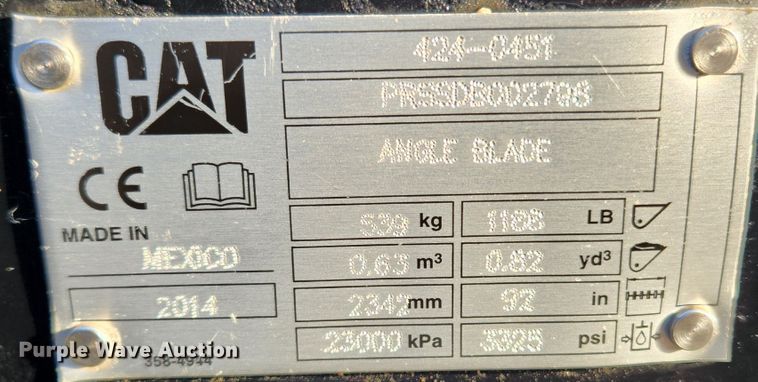 CAT
424-0451
PRSSDB002798
ANGLE BLADE
CE
MADE IN
MEXICO
2014
539 kg 1188 LB
0.63 m³ 0.82 yd³
2342 mm 92 in
23000 kPa 3325 psi
Purple Wave Auction